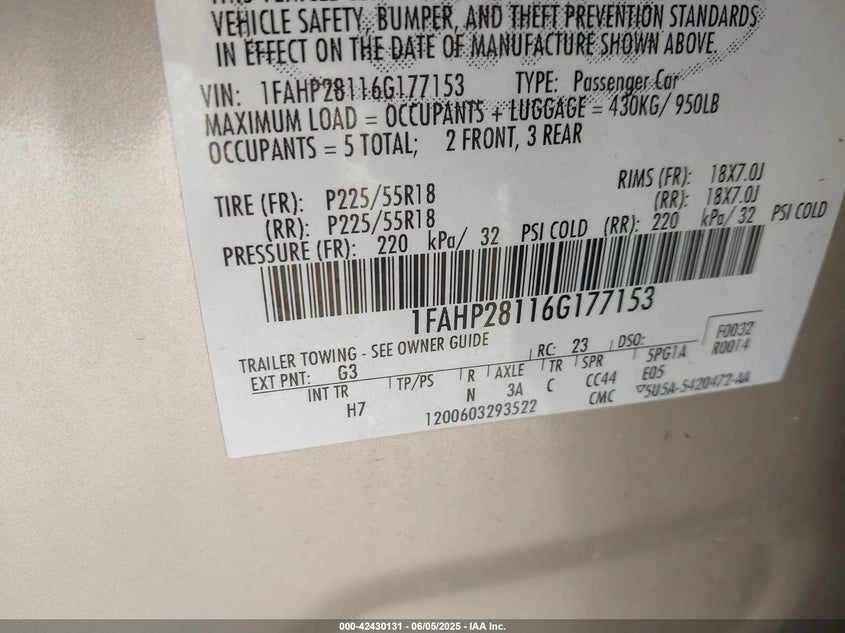 VEHICLE SAFETY, BUMPER, AND THEFT PREVENTION STANDARDS
IN EFFECT ON THE DATE OF MANUFACTURE SHOWN ABOVE.
VIN: 1FAHP28116G177153 TYPE: Passenger Car
MAXIMUM LOAD = OCCUPANTS + LUGGAGE = 430KG/ 950LB
OCCUPANTS = 5 TOTAL; 2 FRONT, 3 REAR
TIRE (FR): P225/55R18 RIMS (FR): 18X7.0J
(RR): P225/55R18 (RR): 18X7.0J
PRESSURE (FR): 220 kPa/ 32 PSI COLD (RR): 220 kPa/ 32 PSI COLD
1FAHP28116G177153
TRAILER TOWING - SEE OWNER GUIDE
EXT PNT: G3 RC: 23 DSO: F0032
INT TR TP/PS R AXLE TR SPR 5PG1A R0014
H7 N 3A C CC44 E05
1200603293522 CMC 5U5A-5420472-AA
000-42430131 - 06/05/2025 - IAA Inc.